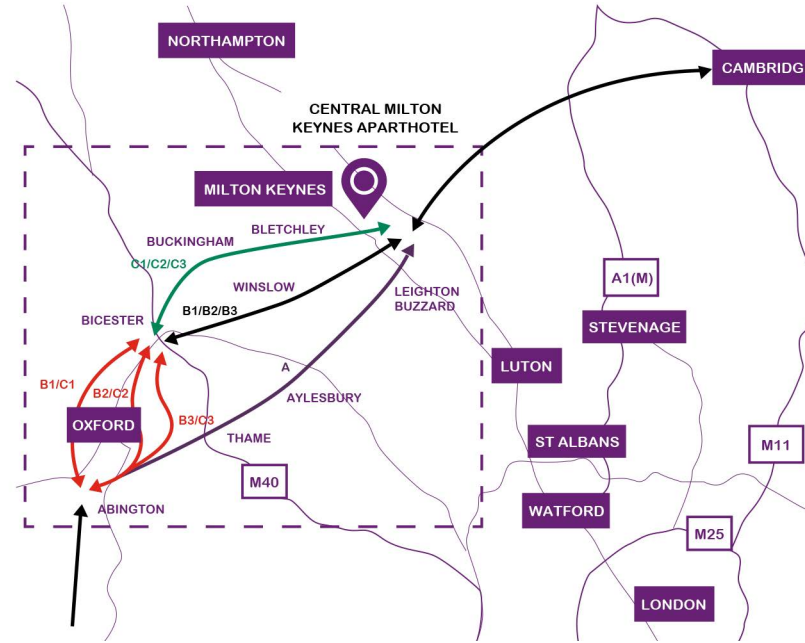 NORTHAMPTON
CAMBRIDG
CENTRAL MILTON
KEYNES APARTHOTEL
MILTON KEYNES
BLETCHLEY
BUCKINGHAM
C1/C2/C3
A1(M)
WINSLOW
LEIGHTON
BUZZARD
B1/B2/B3
BICESTER
STEVENAGE
LUTON
A
B1/C1
B2/C2
AYLESBURY
OXFORD
B3/C3
THAME
ST ALBANS
M11
M40
ABINGTON
WATFORD
M25
LONDON